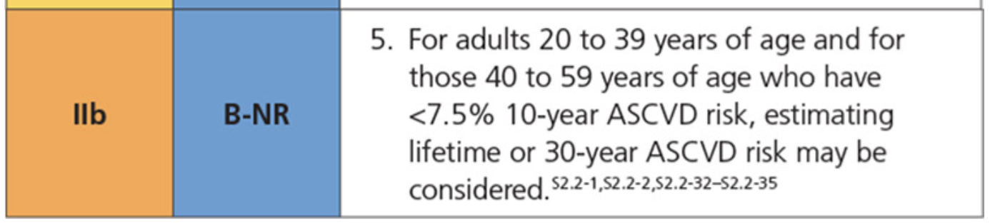 IIb
B-NR
5. For adults 20 to 39 years of age and for
those 40 to 59 years of age who have
<7.5% 10-year ASCVD risk, estimating
lifetime or 30-year ASCVD risk may be
considered.S2.2-1,S2.2-2,S2.2-32–S2.2-35